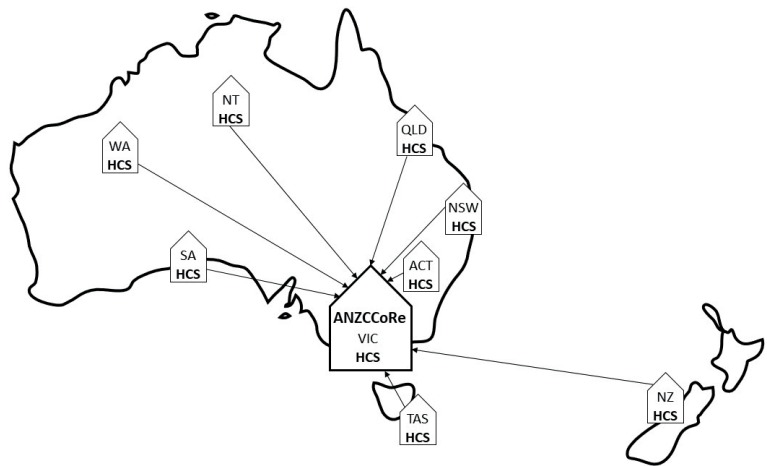 NT
HCS
QLD
HCS
WA
HCS
NSW
HCS
SA
HCS
ACT
HCS
ANZCCoRe
VIC
HCS
NZ
HCS
TAS
HCS